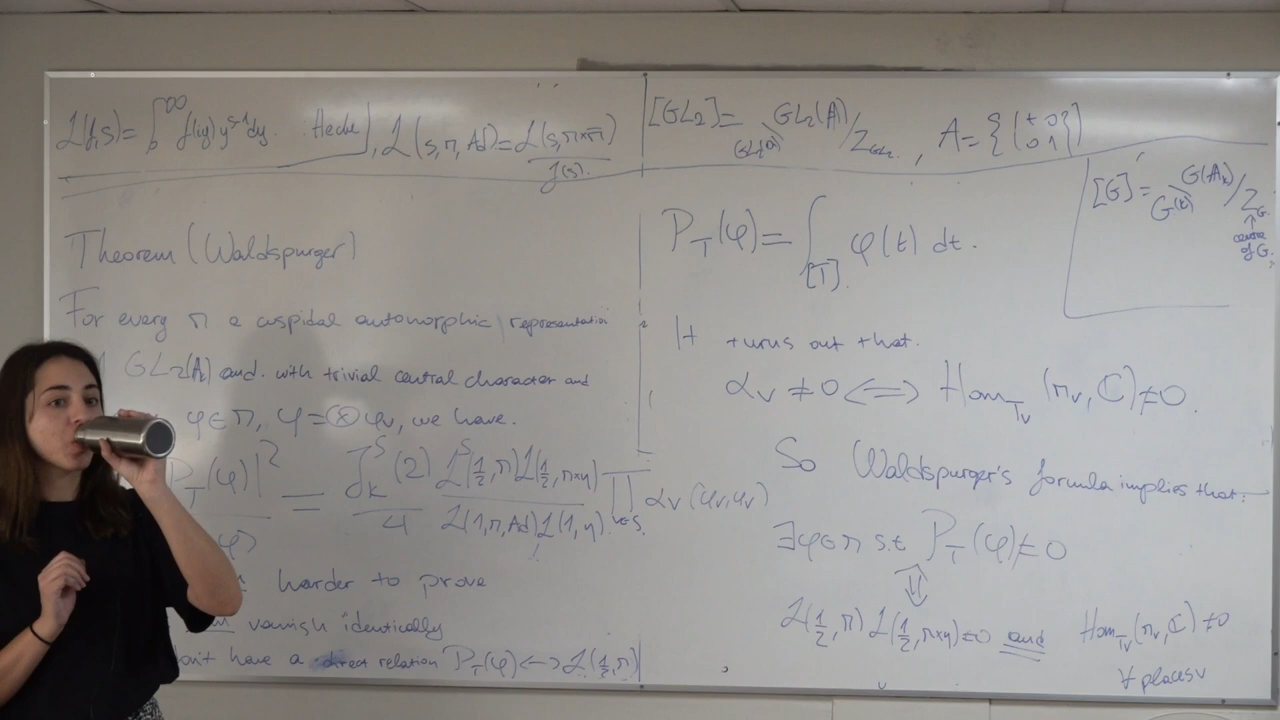 L(f,s) = ∫₀^∞ f(iy) y^{s-1} dy. Hecke, L(s,π,Ad) = L(s,π×π̃)/ζ(s).
Theorem (Waldspurger)
For every π a cuspidal automorphic representation
GL₂(A_k) and. with trivial central character and
φ∈π, φ=⊗φ_v, we have.
P_T(φ)|² / φ⟩ = ζ_k^S(2)/4 L^S(½,π)L(½,π×η) / L(1,π,Ad)L(1,η) ∏_{v∈S} α_v(φ_v,φ_v)
harder to prove
vanish identically
don't have a direct relation P_T(φ) ↔ L(½,π)
[GL₂] = GL₂(Q)\GL₂(A)/Z_{GL₂}, A = {(t 0 / 0 1)}
[G] = G(k)\G(A_k)/Z_G
↑
centre
of G.
P_T(φ) = ∫_{[T]} φ(t) dt.
It turns out that.
α_v ≠ 0 ⟺ Hom_{T_v}(π_v, ℂ) ≠ 0.
So Waldspurger's formula implies that:
∃φ∈π s.t P_T(φ) ≠ 0
⇕
L(½,π) L(½,π×η) ≠ 0 and Hom_{T_v}(π_v, ℂ) ≠ 0
∀ places v